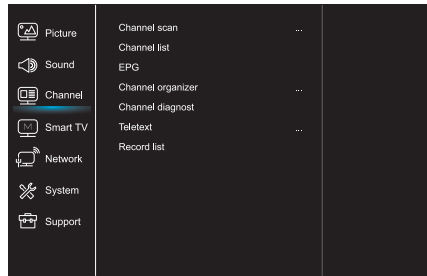 Picture
Sound
Channel
M
Smart TV
Network
System
Support
Channel scan ...
Channel list
EPG
Channel organizer ...
Channel diagnost
Teletext ...
Record list